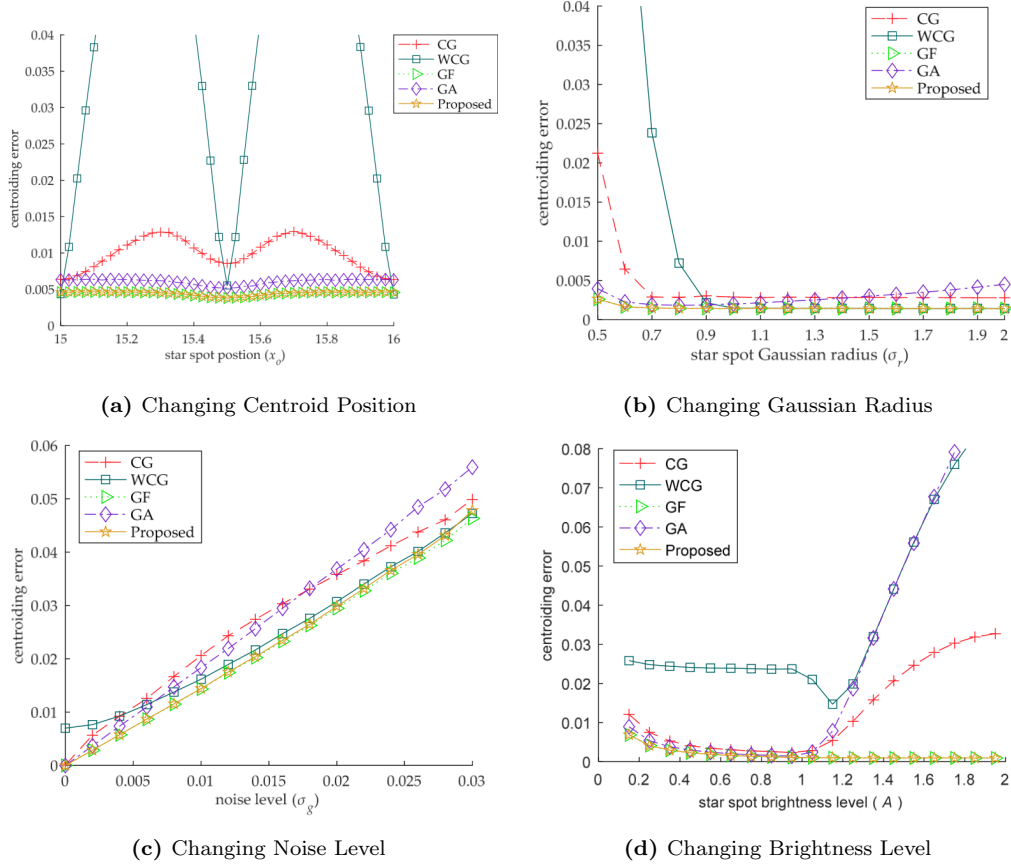 0.04
0.035
0.03
0.025
0.02
0.015
0.01
0.005
0
centroiding error
CG
WCG
GF
GA
Proposed
15
15.2
15.4
15.6
15.8
16
star spot postion (x_o)
(a) Changing Centroid Position
0.04
0.035
0.03
0.025
0.02
0.015
0.01
0.005
0
centroiding error
CG
WCG
GF
GA
Proposed
0.5
0.7
0.9
1.1
1.3
1.5
1.7
1.9
2
star spot Gaussian radius (σ_r)
(b) Changing Gaussian Radius
0.06
0.05
0.04
0.03
0.02
0.01
0
centroiding error
CG
WCG
GF
GA
Proposed
0
0.005
0.01
0.015
0.02
0.025
0.03
noise level (σ_g)
(c) Changing Noise Level
0.08
0.07
0.06
0.05
0.04
0.03
0.02
0.01
0
centroiding error
CG
WCG
GF
GA
Proposed
0
0.2
0.4
0.6
0.8
1
1.2
1.4
1.6
1.8
2
star spot brightness level ( A )
(d) Changing Brightness Level